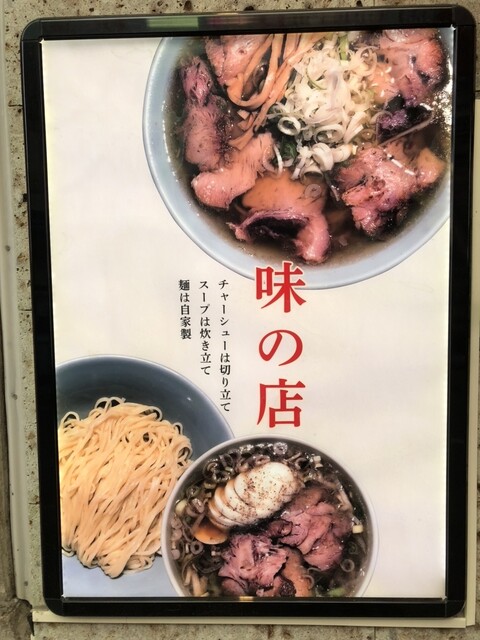 味の店
チャーシューは切り立て
スープは炊き立て
麺は自家製